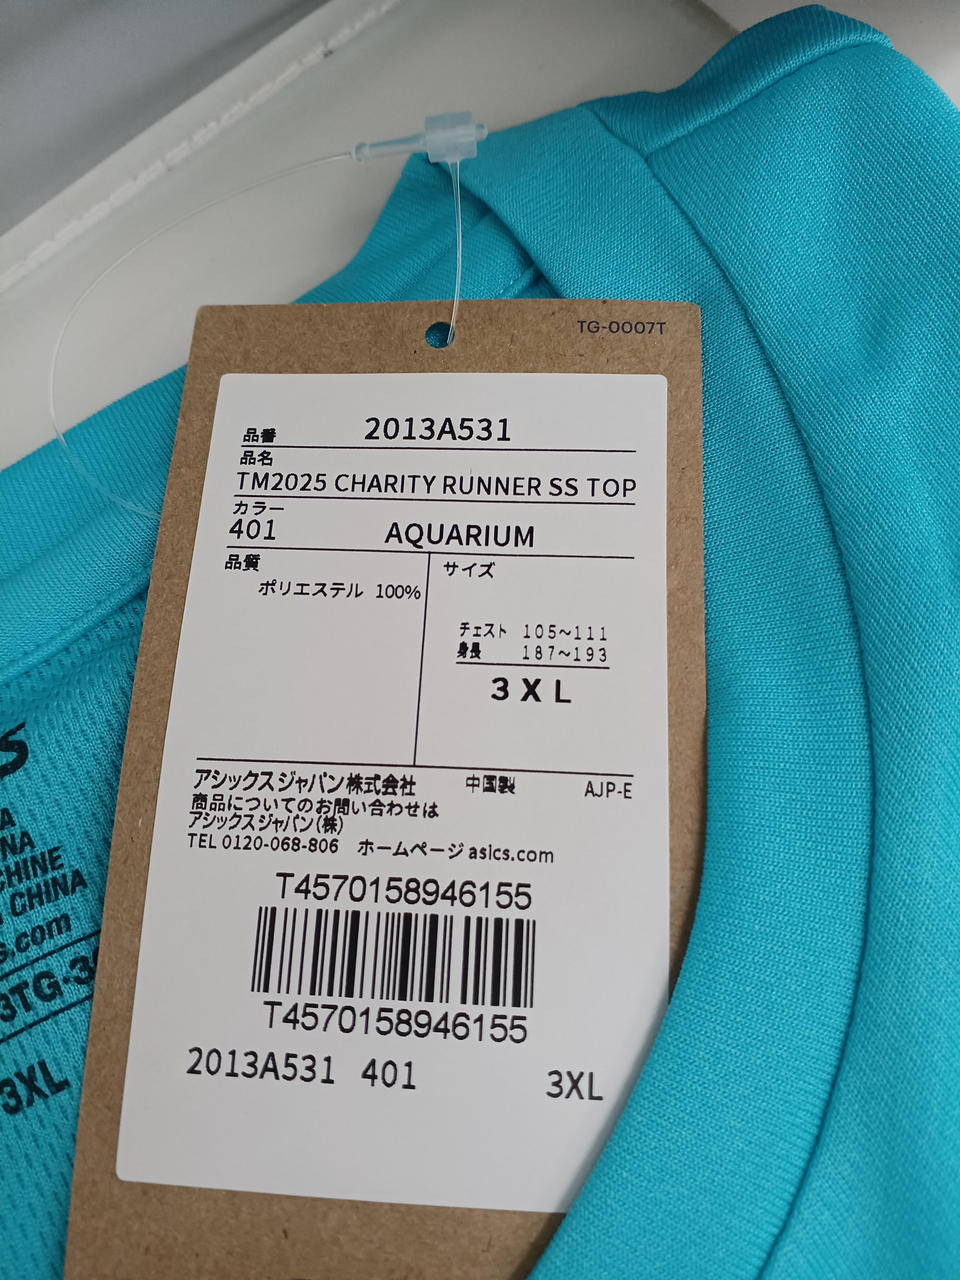 TG-0007T
品番 2013A531
品名
TM2025 CHARITY RUNNER SS TOP
カラー
401 AQUARIUM
品質
ポリエステル 100%
サイズ
チェスト 105~111
身長 187~193
3XL
アシックスジャパン株式会社 中国製 AJP-E
商品についてのお問い合わせは
アシックスジャパン(株)
TEL 0120-068-806 ホームページ asics.com
T4570158946155
T4570158946155
2013A531 401 3XL
CHINA
3XL